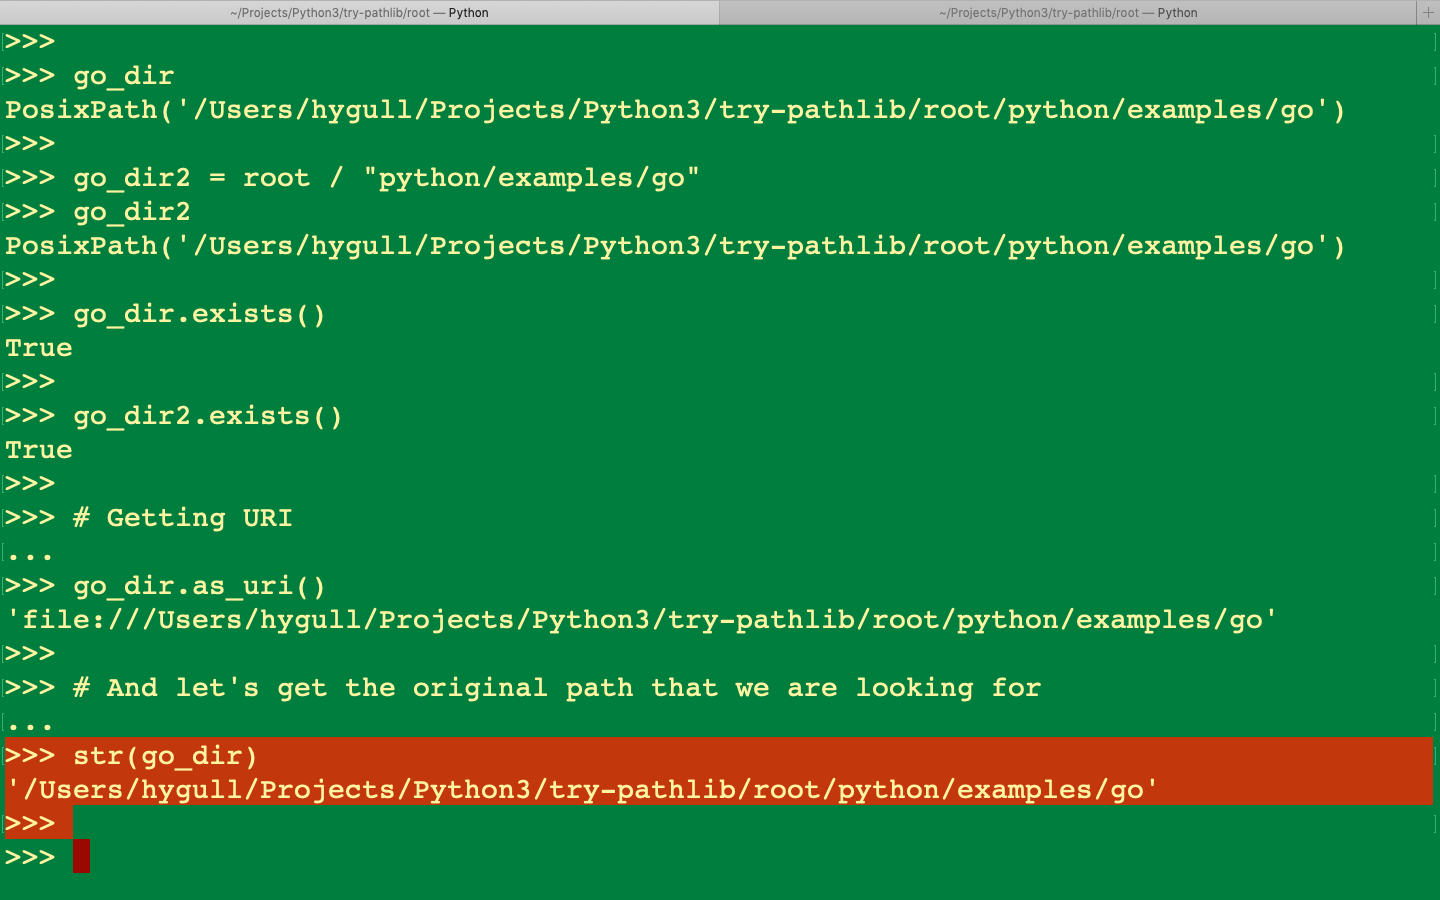 ~/Projects/Python3/try-pathlib/root — Python
~/Projects/Python3/try-pathlib/root — Python
+
>>>
>>> go_dir
PosixPath('/Users/hygull/Projects/Python3/try-pathlib/root/python/examples/go')
>>>
>>> go_dir2 = root / "python/examples/go"
>>> go_dir2
PosixPath('/Users/hygull/Projects/Python3/try-pathlib/root/python/examples/go')
>>>
>>> go_dir.exists()
True
>>>
>>> go_dir2.exists()
True
>>>
>>> # Getting URI
...
>>> go_dir.as_uri()
'file:///Users/hygull/Projects/Python3/try-pathlib/root/python/examples/go'
>>>
>>> # And let's get the original path that we are looking for
...
>>> str(go_dir)
'/Users/hygull/Projects/Python3/try-pathlib/root/python/examples/go'
>>>
>>>